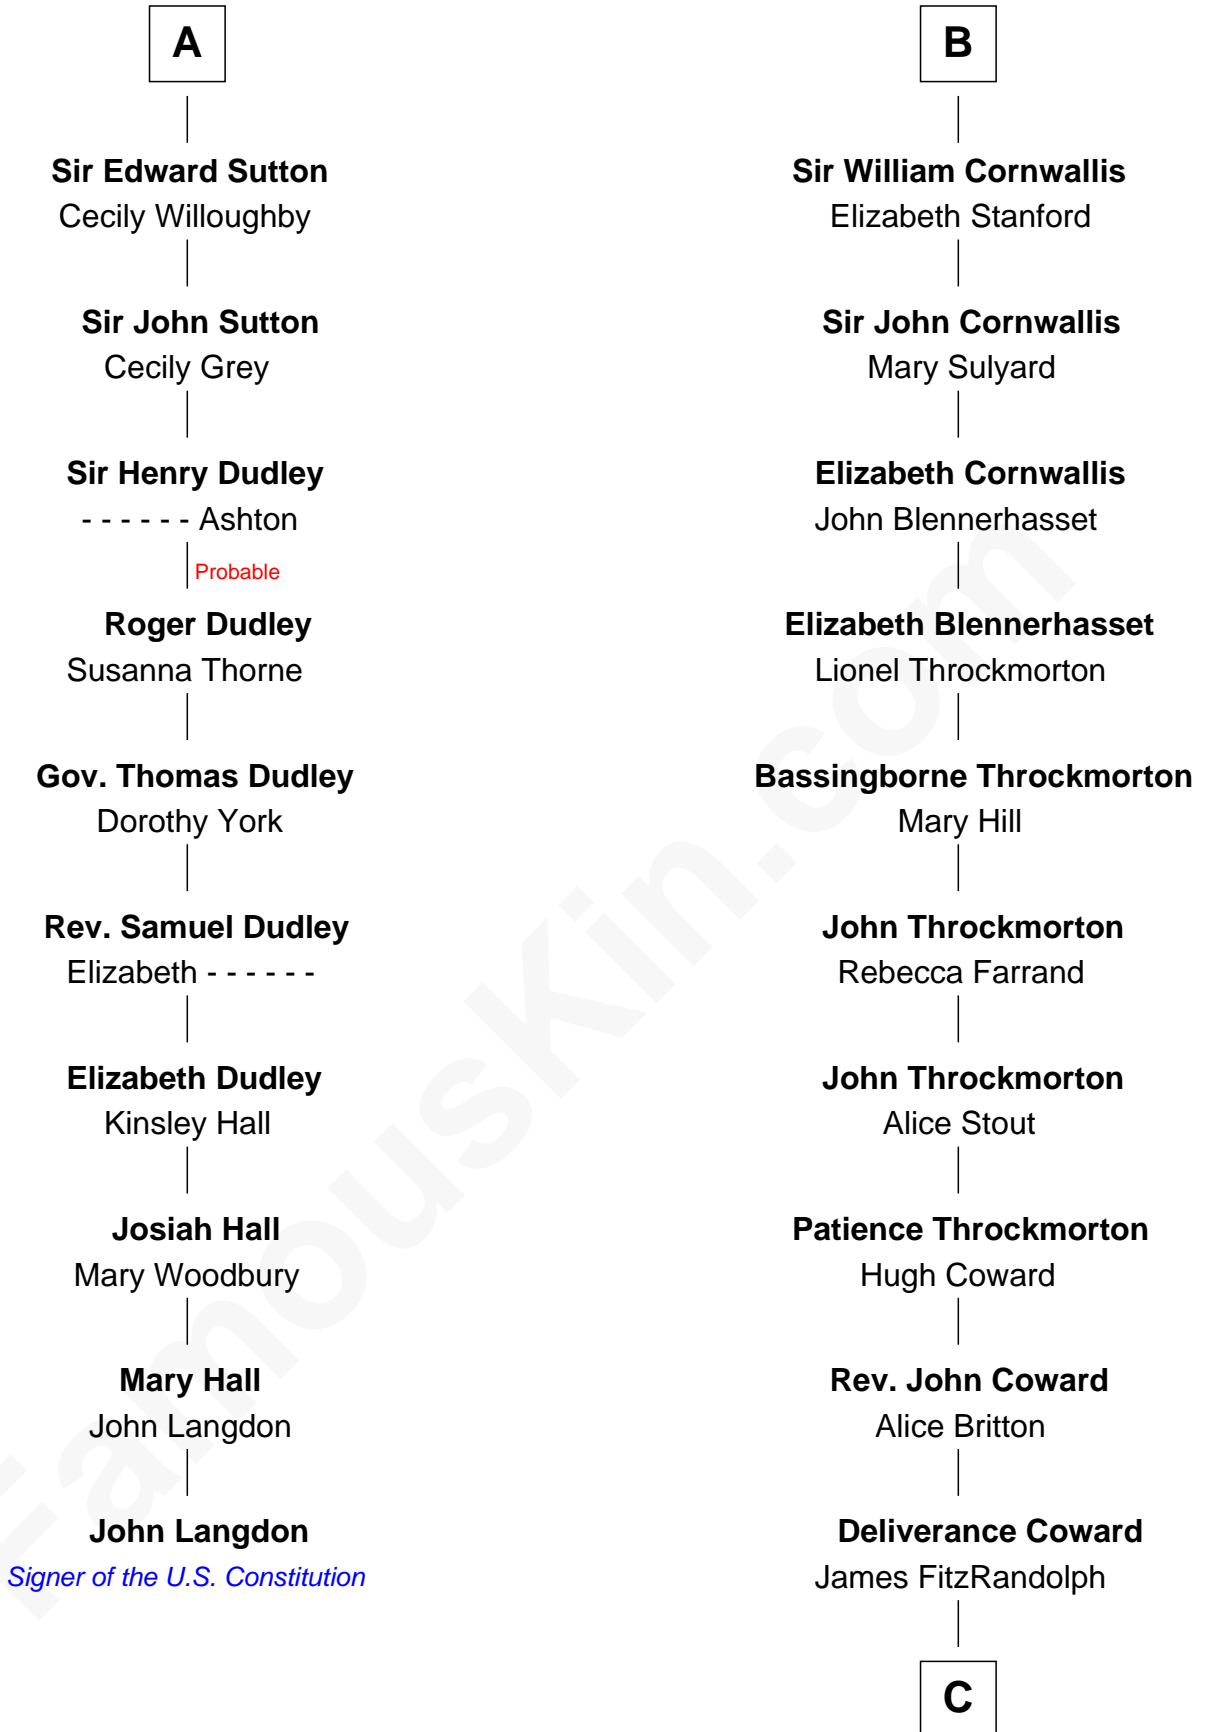 A
Sir Edward Sutton
Cecily Willoughby
Sir John Sutton
Cecily Grey
Sir Henry Dudley
- - - - - - Ashton
Probable
Roger Dudley
Susanna Thorne
Gov. Thomas Dudley
Dorothy York
Rev. Samuel Dudley
Elizabeth - - - - - -
Elizabeth Dudley
Kinsley Hall
Josiah Hall
Mary Woodbury
Mary Hall
John Langdon
John Langdon
Signer of the U.S. Constitution
B
Sir William Cornwallis
Elizabeth Stanford
Sir John Cornwallis
Mary Sulyard
Elizabeth Cornwallis
John Blennerhasset
Elizabeth Blennerhasset
Lionel Throckmorton
Bassingborne Throckmorton
Mary Hill
John Throckmorton
Rebecca Farrand
John Throckmorton
Alice Stout
Patience Throckmorton
Hugh Coward
Rev. John Coward
Alice Britton
Deliverance Coward
James FitzRandolph
C
FamousKin.com